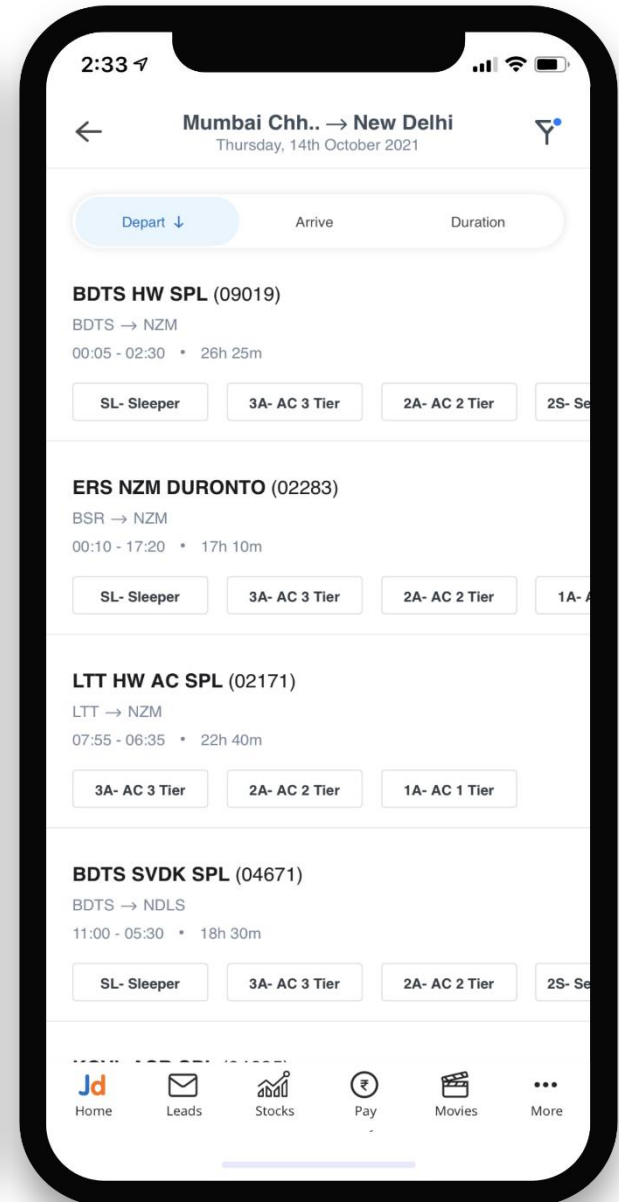 2:33
Mumbai Chh.. → New Delhi
Thursday, 14th October 2021
Depart ↓ Arrive Duration
BDTS HW SPL (09019)
BDTS → NZM
00:05 - 02:30 • 26h 25m
SL- Sleeper 3A- AC 3 Tier 2A- AC 2 Tier 2S- Se
ERS NZM DURONTO (02283)
BSR → NZM
00:10 - 17:20 • 17h 10m
SL- Sleeper 3A- AC 3 Tier 2A- AC 2 Tier 1A- A
LTT HW AC SPL (02171)
LTT → NZM
07:55 - 06:35 • 22h 40m
3A- AC 3 Tier 2A- AC 2 Tier 1A- AC 1 Tier
BDTS SVDK SPL (04671)
BDTS → NDLS
11:00 - 05:30 • 18h 30m
SL- Sleeper 3A- AC 3 Tier 2A- AC 2 Tier 2S- Se
Jd ₹
Home Leads Stocks Pay Movies More